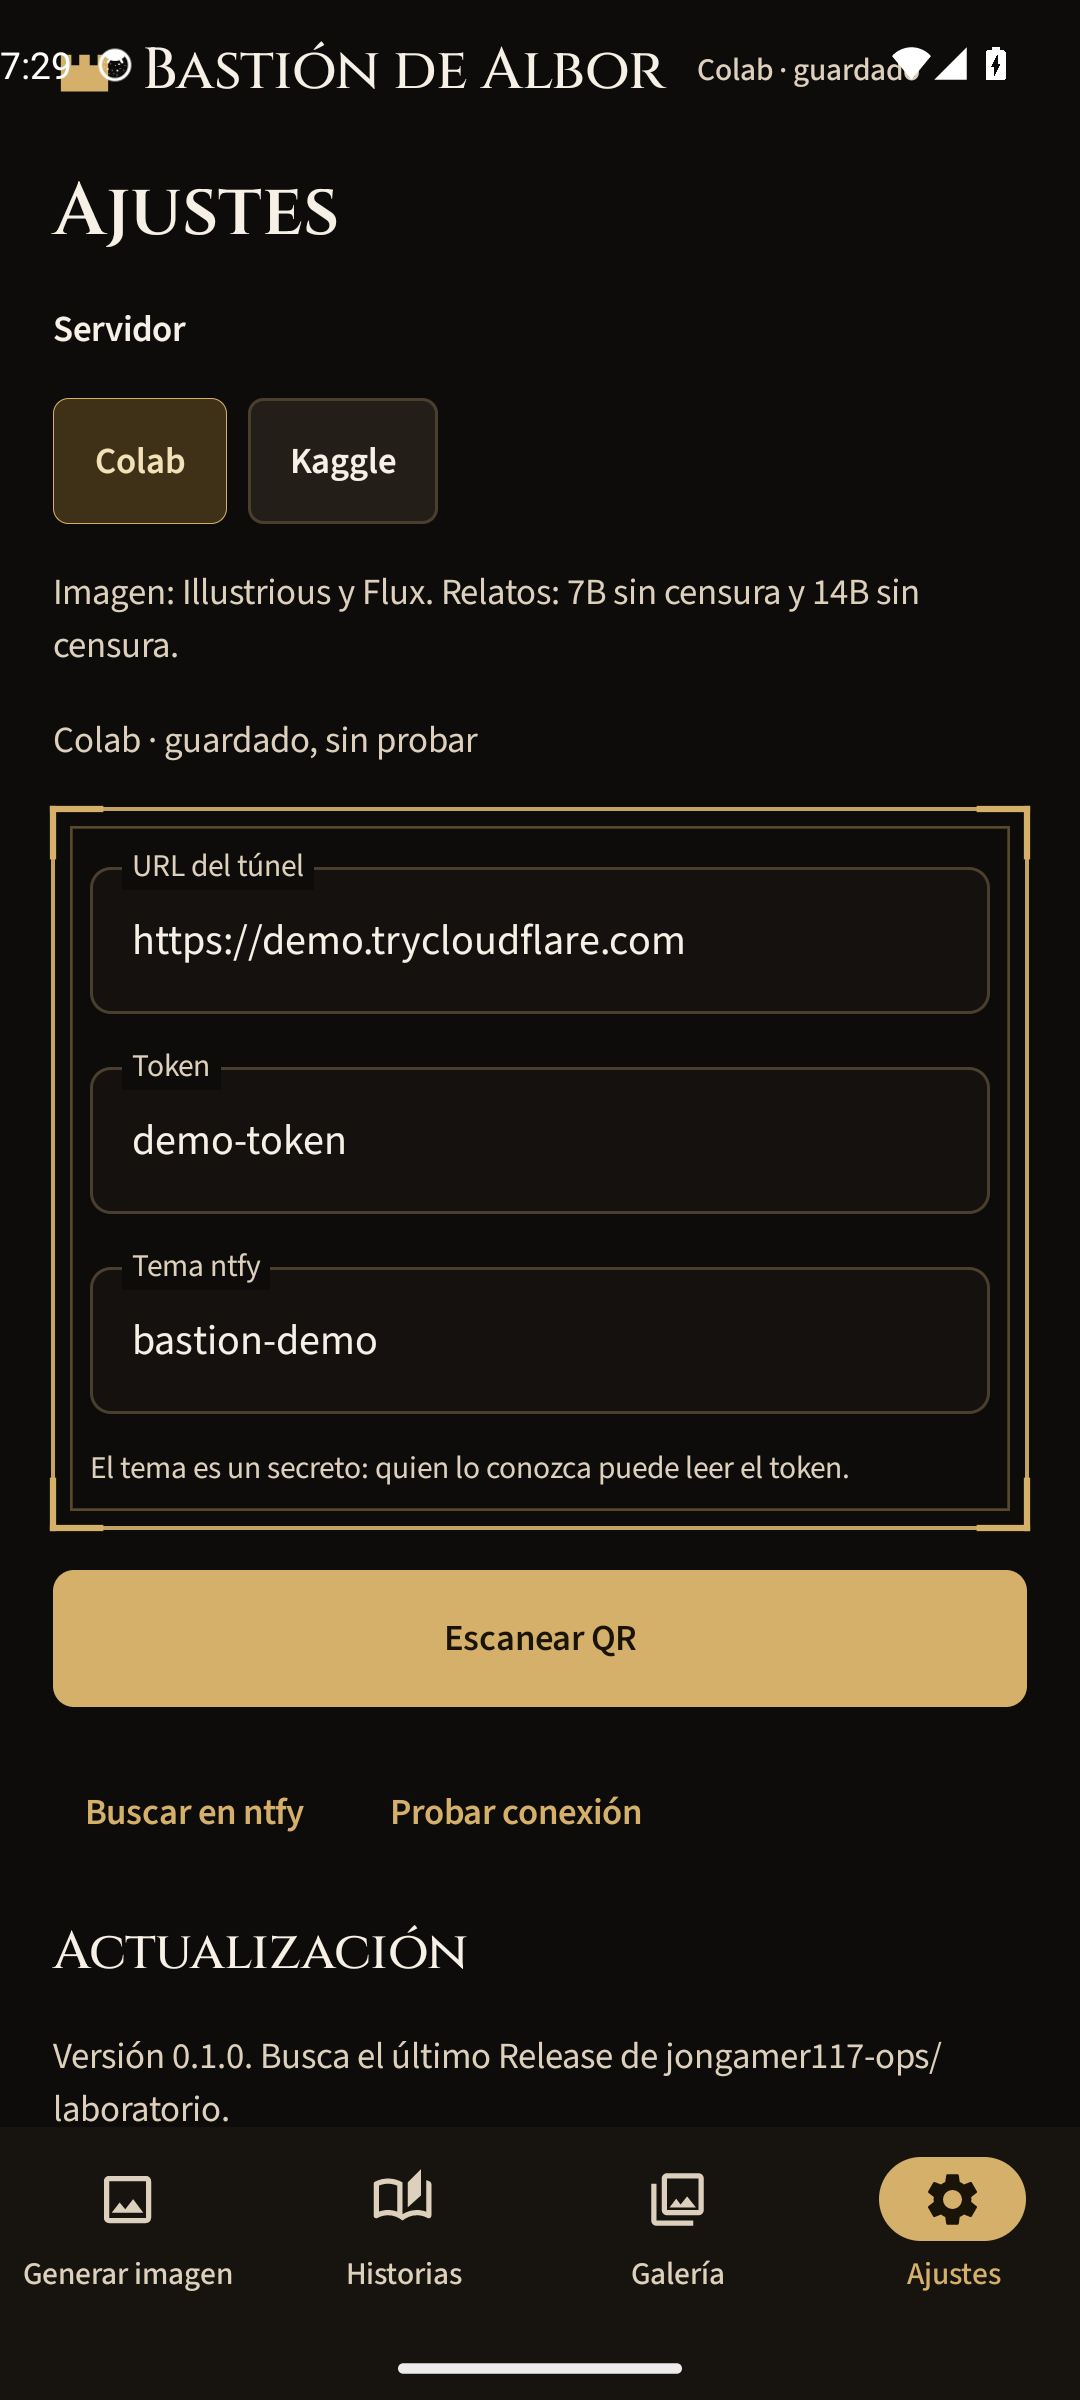 7:29
BASTIÓN DE ALBOR
Colab · guardado
AJUSTES
Servidor
Colab
Kaggle
Imagen: Illustrious y Flux. Relatos: 7B sin censura y 14B sin
censura.
Colab · guardado, sin probar
URL del túnel
https://demo.trycloudflare.com
Token
demo-token
Tema ntfy
bastion-demo
El tema es un secreto: quien lo conozca puede leer el token.
Escanear QR
Buscar en ntfy
Probar conexión
ACTUALIZACIÓN
Versión 0.1.0. Busca el último Release de jongamer117-ops/
laboratorio.
Generar imagen
Historias
Galería
Ajustes